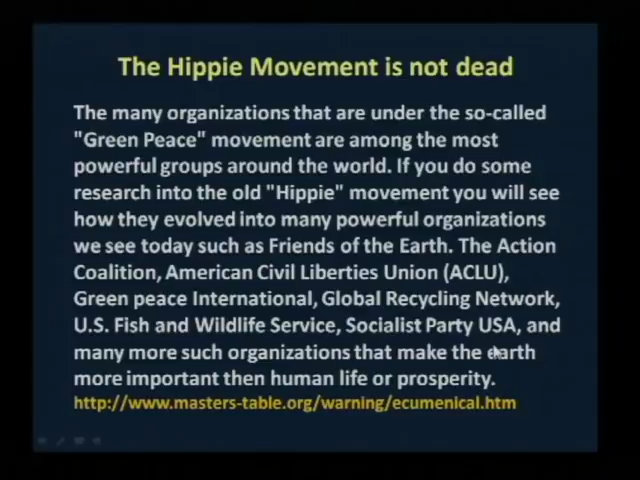 The Hippie Movement is not dead
The many organizations that are under the so-called
"Green Peace" movement are among the most
powerful groups around the world. If you do some
research into the old "Hippie" movement you will see
how they evolved into many powerful organizations
we see today such as Friends of the Earth. The Action
Coalition, American Civil Liberties Union (ACLU),
Green peace International, Global Recycling Network,
U.S. Fish and Wildlife Service, Socialist Party USA, and
many more such organizations that make the earth
more important then human life or prosperity.
http://www.masters-table.org/warning/ecumenical.htm